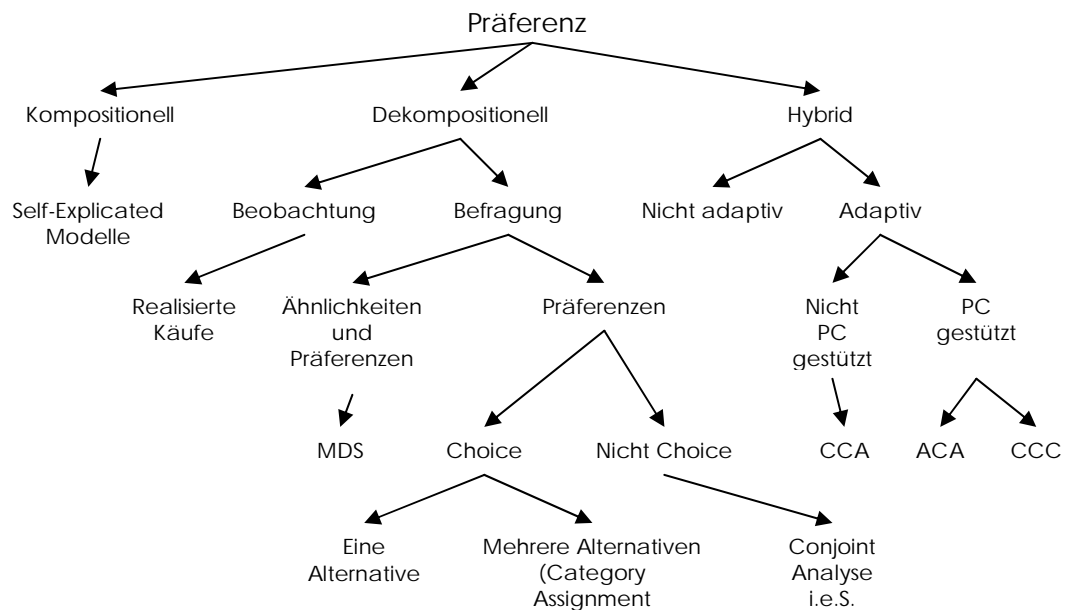 Präferenz
Kompositionell
Dekompositionell
Hybrid
Self-Explicated
Modelle
Beobachtung
Befragung
Nicht adaptiv
Adaptiv
Realisierte
Käufe
Ähnlichkeiten
und
Präferenzen
Präferenzen
Nicht
PC
gestützt
PC
gestützt
MDS
Choice
Nicht Choice
CCA
ACA
CCC
Eine
Alternative
Mehrere Alternativen
(Category
Assignment
Conjoint
Analyse
i.e.S.